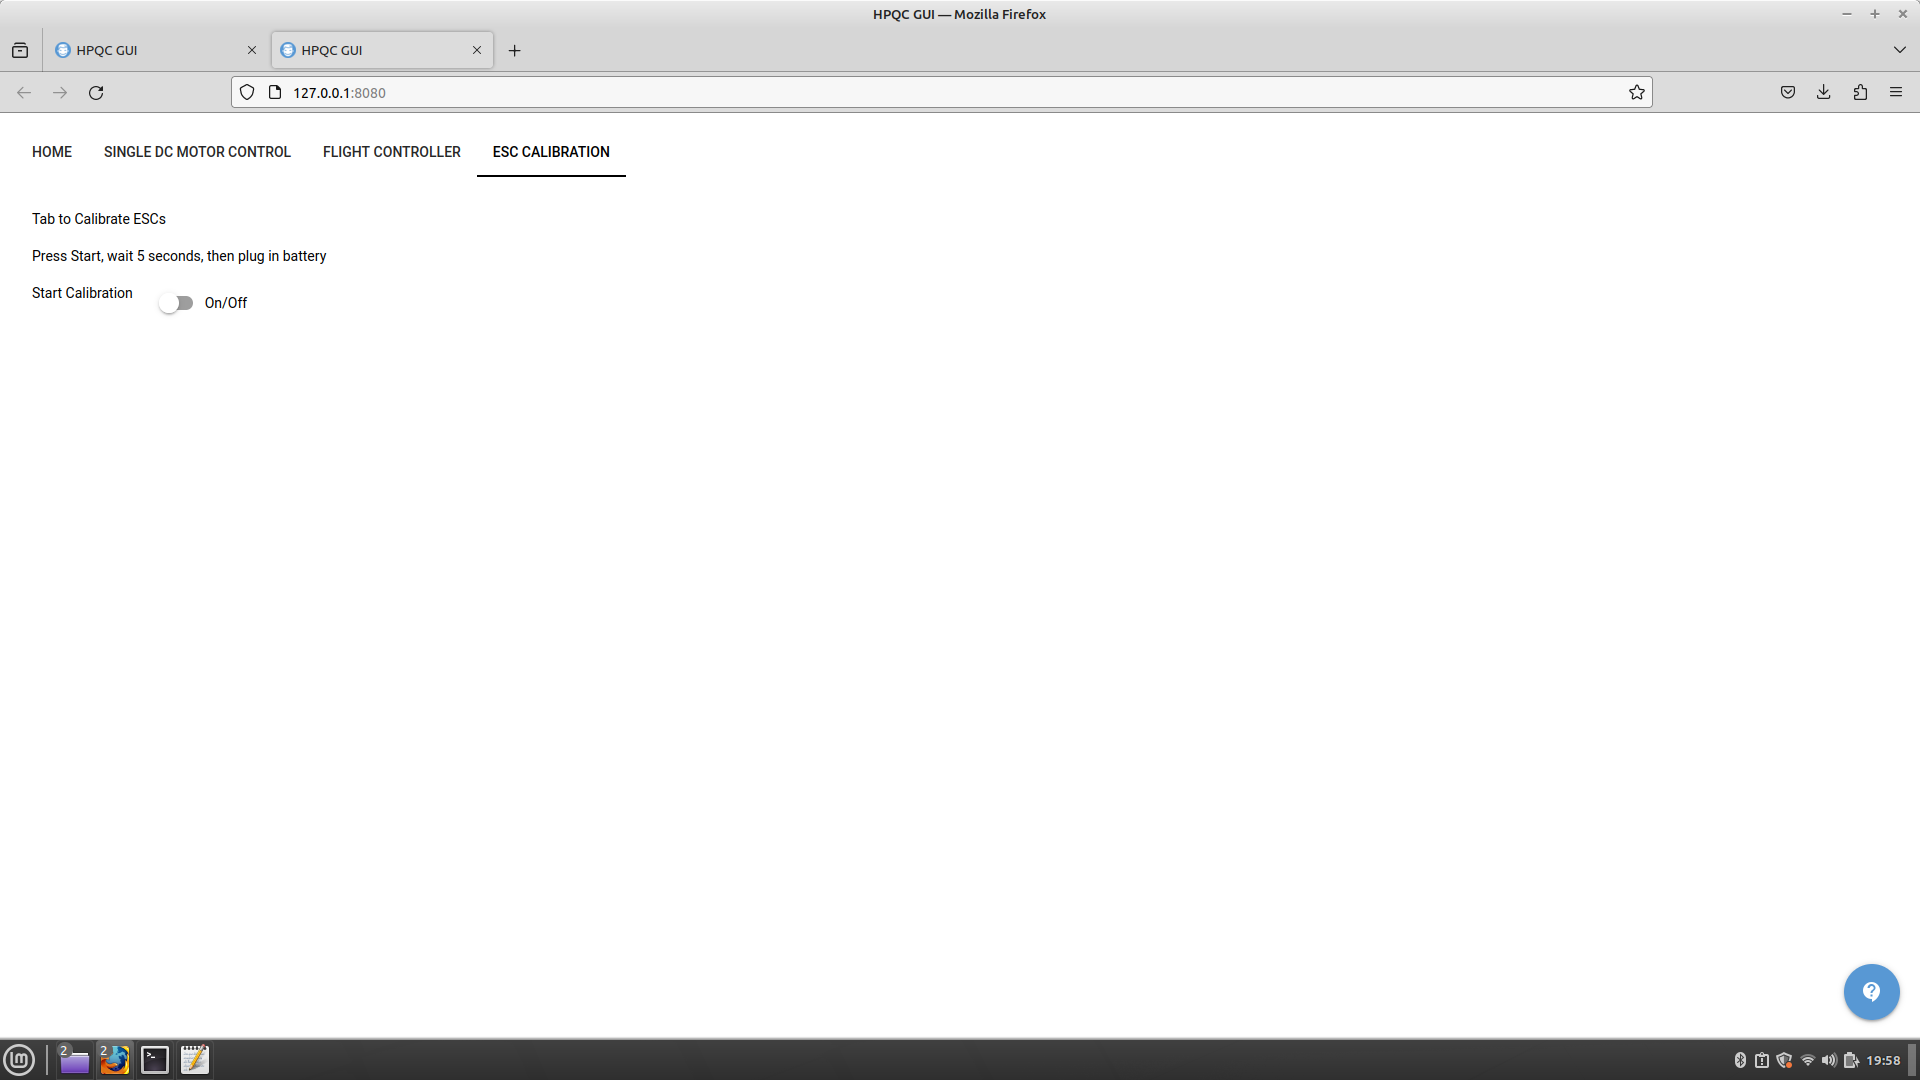 HPQC GUI — Mozilla Firefox
HPQC GUI
HPQC GUI
127.0.0.1:8080
HOME
SINGLE DC MOTOR CONTROL
FLIGHT CONTROLLER
ESC CALIBRATION
Tab to Calibrate ESCs
Press Start, wait 5 seconds, then plug in battery
Start Calibration
On/Off
2
2
19:58